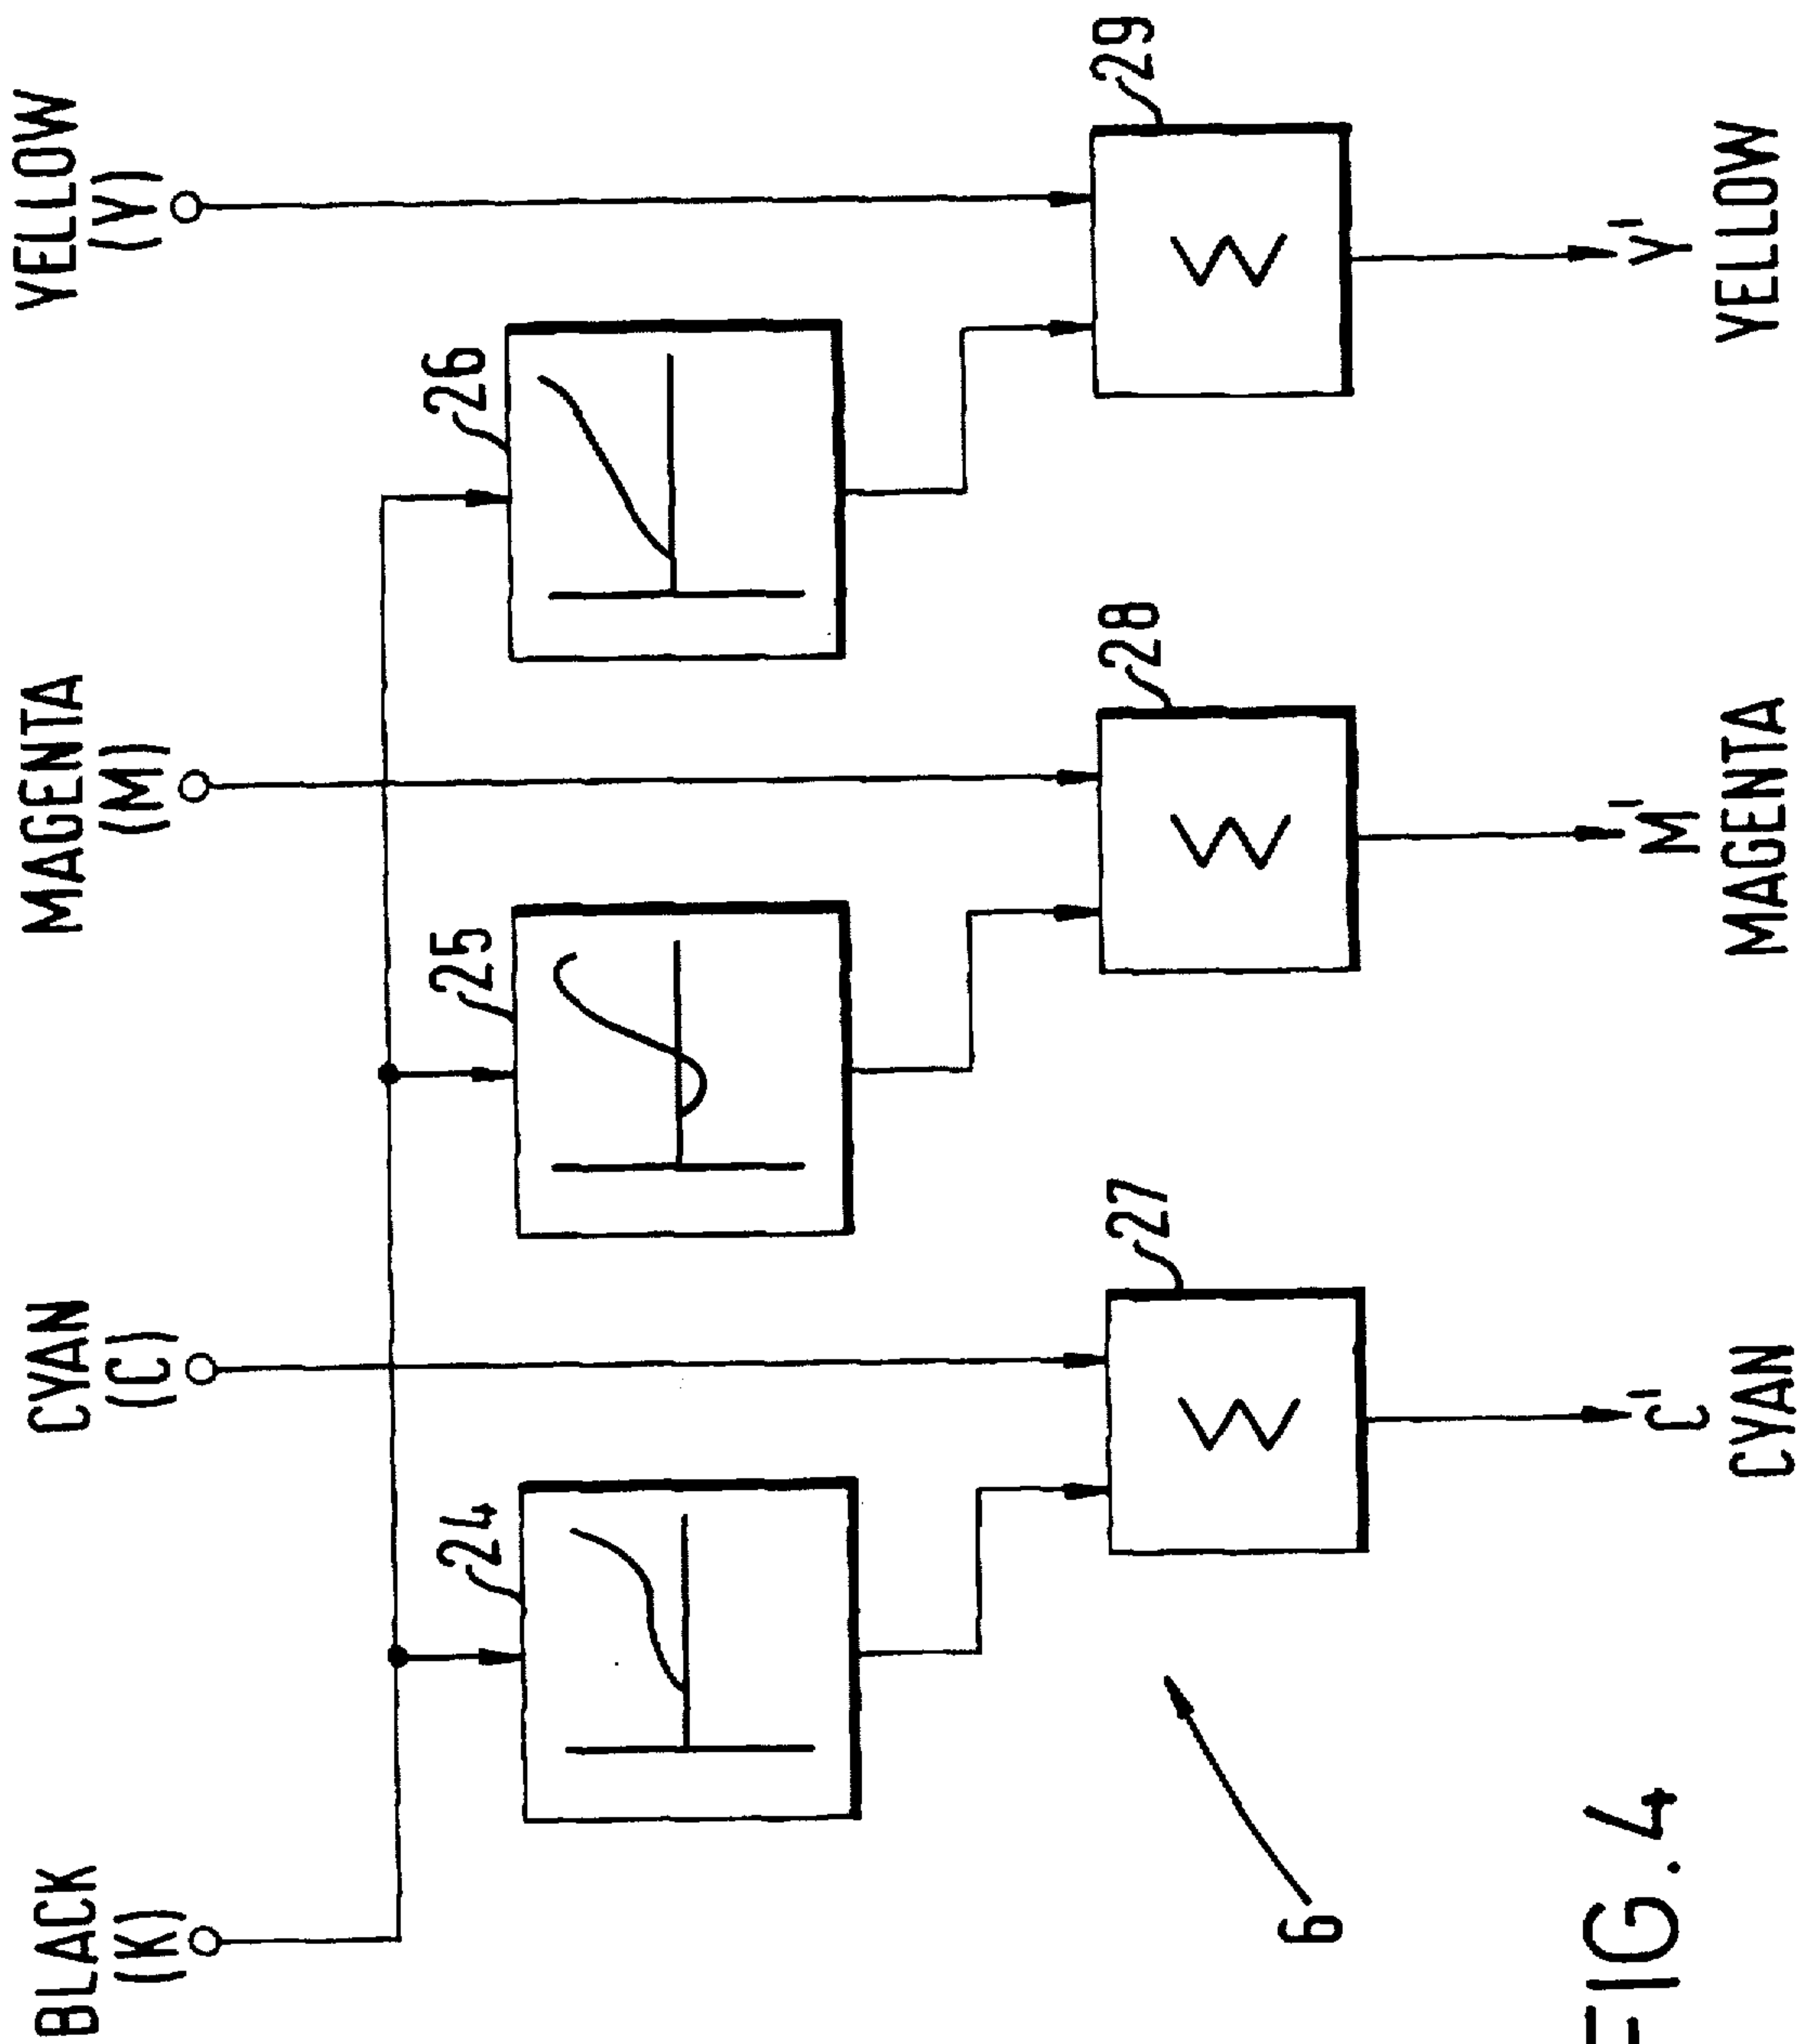 BLACK
(K)
CYAN
(C)
MAGENTA
(M)
YELLOW
(Y)
24
25
26
27
28
29
Σ
Σ
Σ
6
C'
M'
Y'
CYAN
MAGENTA
YELLOW
FIG. 4